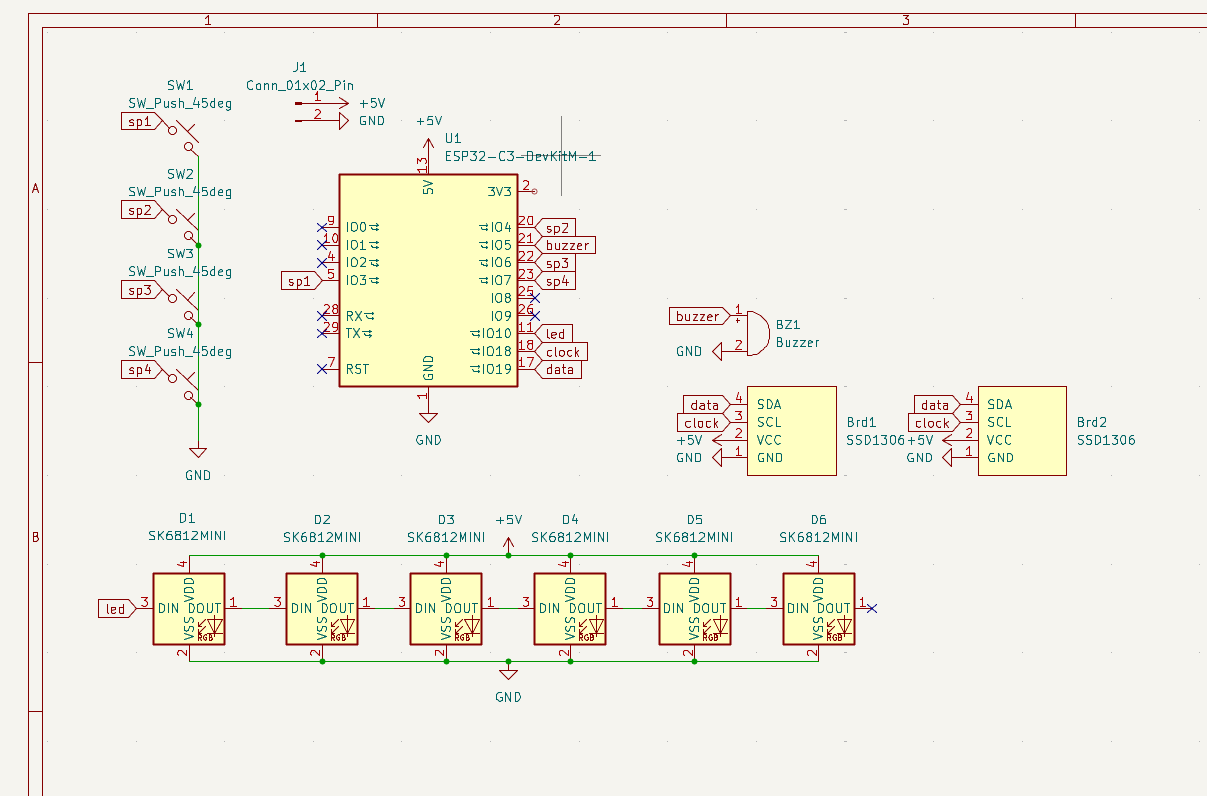 1
2
3
A
B
J1
Conn_01x02_Pin
1
+5V
2
GND
SW1
SW_Push_45deg
sp1
SW2
SW_Push_45deg
sp2
SW3
SW_Push_45deg
sp3
SW4
SW_Push_45deg
sp4
GND
+5V
U1
ESP32-C3-DevKitM-1
13
5V
3V3
2
9
IO0
10
IO1
4
IO2
sp1
5
IO3
28
RX
29
TX
7
RST
IO4
20
sp2
IO5
21
buzzer
IO6
22
sp3
IO7
23
sp4
IO8
25
IO9
26
IO10
11
led
IO18
18
clock
IO19
17
data
GND
1
GND
buzzer
1
+
BZ1
Buzzer
GND
2
data
4
SDA
clock
3
SCL
+5V
2
VCC
GND
1
GND
Brd1
SSD1306
data
4
SDA
clock
3
SCL
+5V
2
VCC
GND
1
GND
Brd2
SSD1306
D1
SK6812MINI
led
3
DIN
DOUT
1
4
VDD
VSS
2
RGB
D2
SK6812MINI
3
DIN
DOUT
1
4
VDD
VSS
2
RGB
D3
SK6812MINI
3
DIN
DOUT
1
4
VDD
VSS
2
RGB
+5V
D4
SK6812MINI
3
DIN
DOUT
1
4
VDD
VSS
2
RGB
D5
SK6812MINI
3
DIN
DOUT
1
4
VDD
VSS
2
RGB
D6
SK6812MINI
3
DIN
DOUT
1
4
VDD
VSS
2
RGB
GND